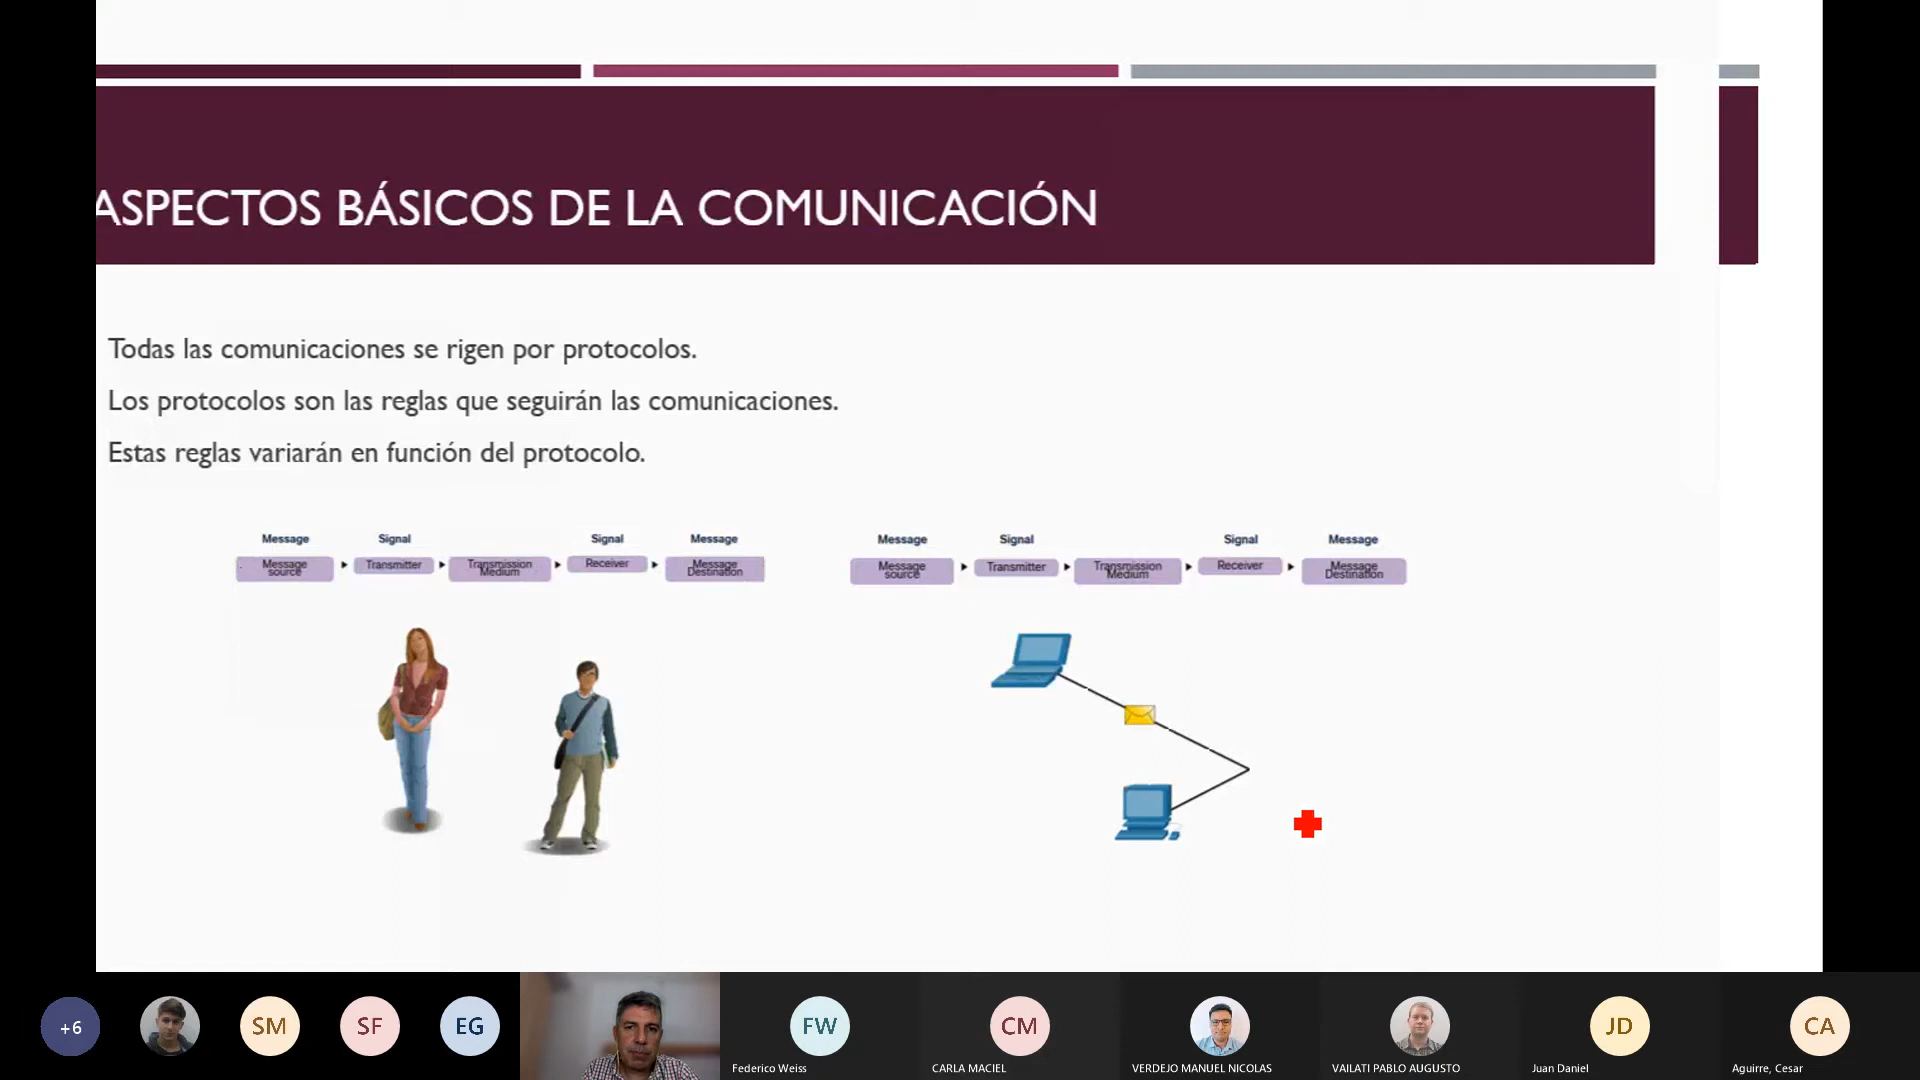 ASPECTOS BÁSICOS DE LA COMUNICACIÓN
Todas las comunicaciones se rigen por protocolos.
Los protocolos son las reglas que seguirán las comunicaciones.
Estas reglas variarán en función del protocolo.
Message Signal Signal Message
Message source Transmitter Transmission Medium Receiver Message Destination
Message Signal Signal Message
Message source Transmitter Transmission Medium Receiver Message Destination
+6 SM SF EG FW CM JD CA
Federico Weiss CARLA MACIEL VERDEJO MANUEL NICOLAS VAILATI PABLO AUGUSTO Juan Daniel Aguirre, Cesar